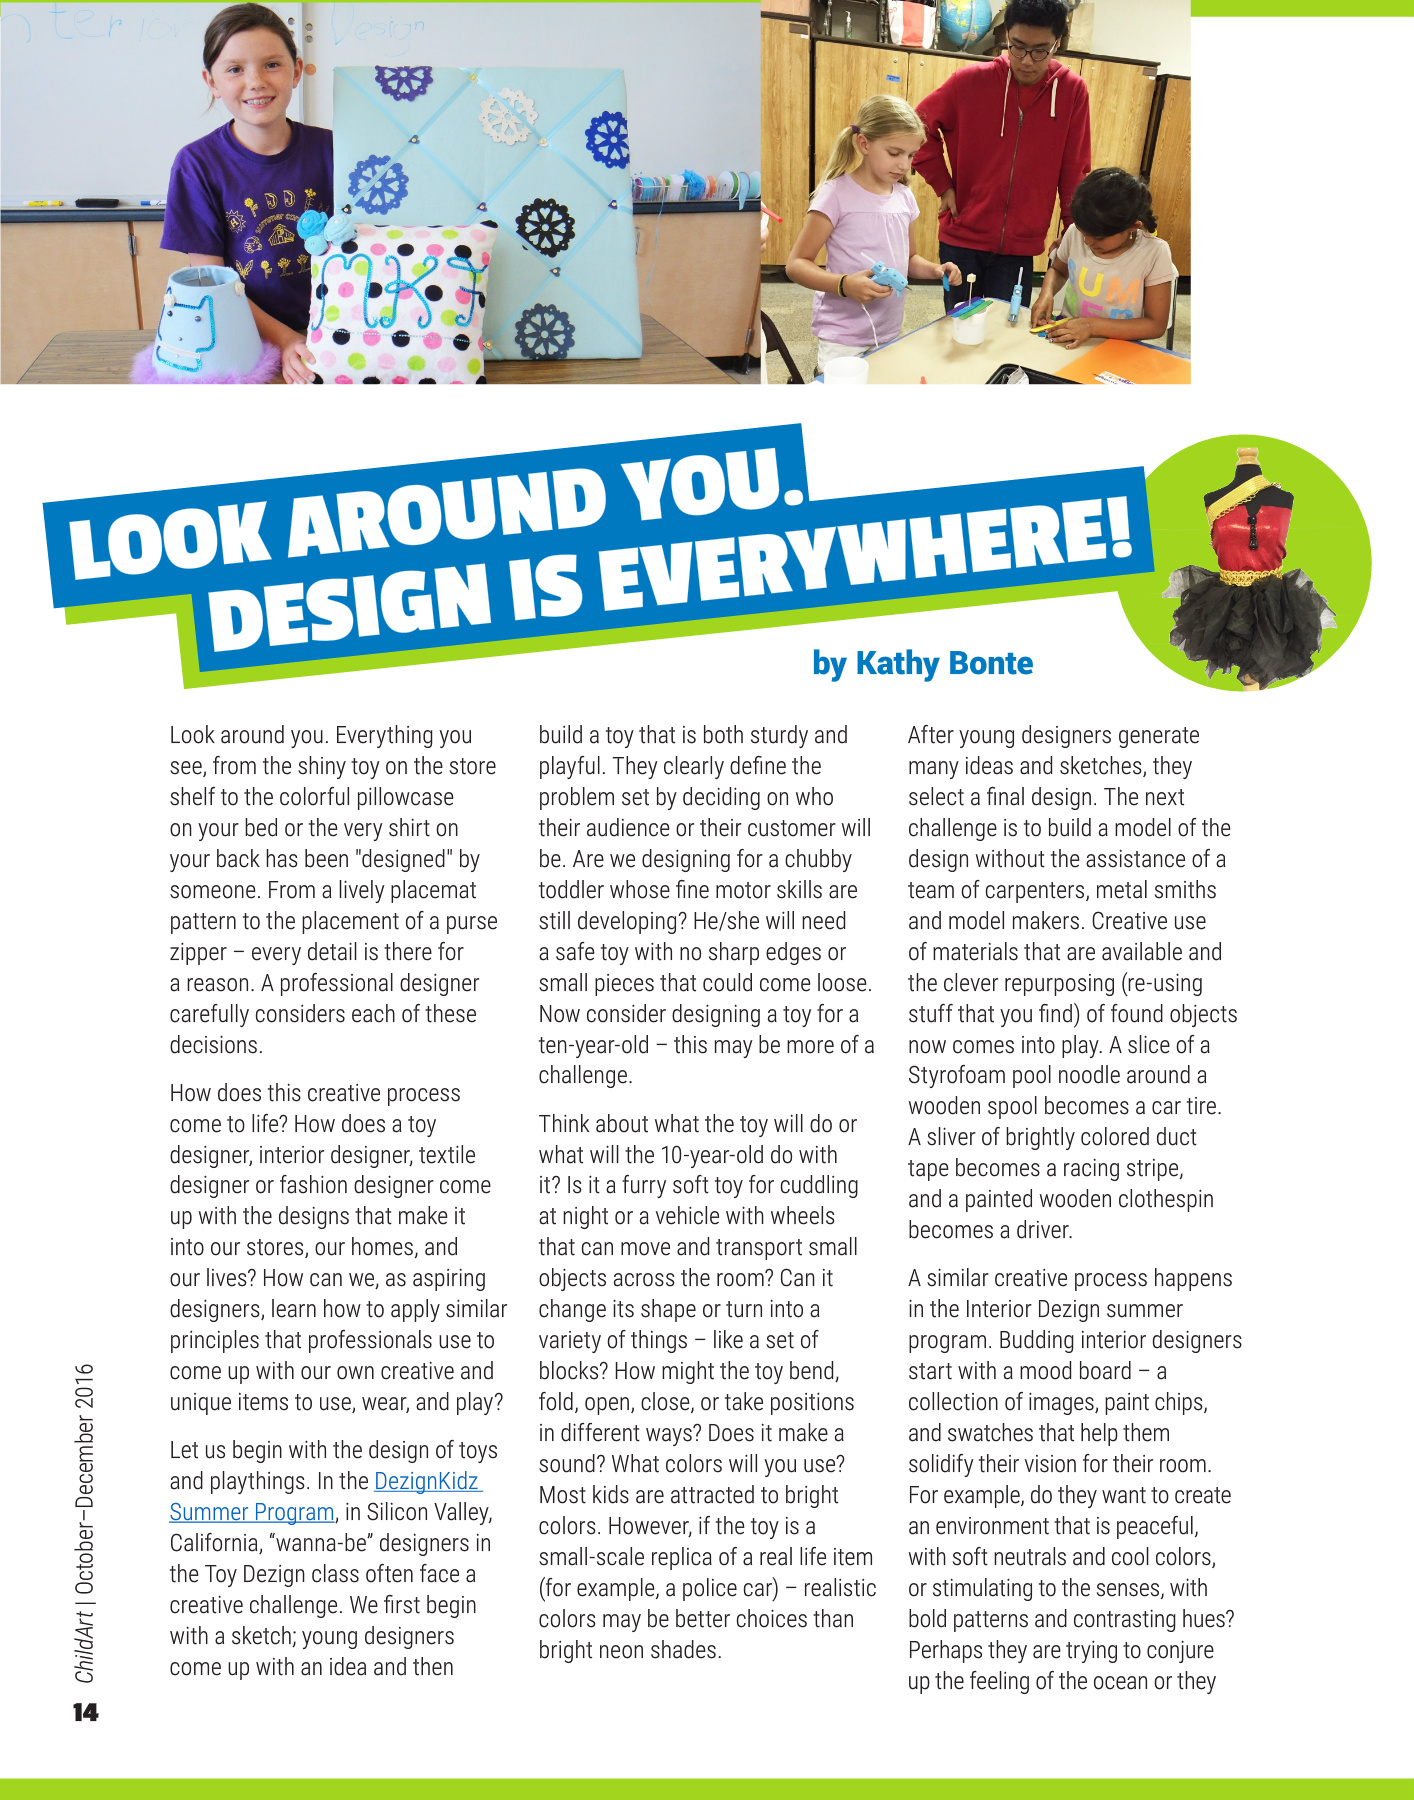 nterior Design
MKJ
SUM
LOOK AROUND YOU.
DESIGN IS EVERYWHERE!
by Kathy Bonte
Look around you. Everything you
see, from the shiny toy on the store
shelf to the colorful pillowcase
on your bed or the very shirt on
your back has been "designed" by
someone. From a lively placemat
pattern to the placement of a purse
zipper – every detail is there for
a reason. A professional designer
carefully considers each of these
decisions.
How does this creative process
come to life? How does a toy
designer, interior designer, textile
designer or fashion designer come
up with the designs that make it
into our stores, our homes, and
our lives? How can we, as aspiring
designers, learn how to apply similar
principles that professionals use to
come up with our own creative and
unique items to use, wear, and play?
Let us begin with the design of toys
and playthings. In the DezignKidz
Summer Program, in Silicon Valley,
California, “wanna-be” designers in
the Toy Dezign class often face a
creative challenge. We first begin
with a sketch; young designers
come up with an idea and then
build a toy that is both sturdy and
playful. They clearly define the
problem set by deciding on who
their audience or their customer will
be. Are we designing for a chubby
toddler whose fine motor skills are
still developing? He/she will need
a safe toy with no sharp edges or
small pieces that could come loose.
Now consider designing a toy for a
ten-year-old – this may be more of a
challenge.
Think about what the toy will do or
what will the 10-year-old do with
it? Is it a furry soft toy for cuddling
at night or a vehicle with wheels
that can move and transport small
objects across the room? Can it
change its shape or turn into a
variety of things – like a set of
blocks? How might the toy bend,
fold, open, close, or take positions
in different ways? Does it make a
sound? What colors will you use?
Most kids are attracted to bright
colors. However, if the toy is a
small-scale replica of a real life item
(for example, a police car) – realistic
colors may be better choices than
bright neon shades.
After young designers generate
many ideas and sketches, they
select a final design. The next
challenge is to build a model of the
design without the assistance of a
team of carpenters, metal smiths
and model makers. Creative use
of materials that are available and
the clever repurposing (re-using
stuff that you find) of found objects
now comes into play. A slice of a
Styrofoam pool noodle around a
wooden spool becomes a car tire.
A sliver of brightly colored duct
tape becomes a racing stripe,
and a painted wooden clothespin
becomes a driver.
A similar creative process happens
in the Interior Dezign summer
program. Budding interior designers
start with a mood board – a
collection of images, paint chips,
and swatches that help them
solidify their vision for their room.
For example, do they want to create
an environment that is peaceful,
with soft neutrals and cool colors,
or stimulating to the senses, with
bold patterns and contrasting hues?
Perhaps they are trying to conjure
up the feeling of the ocean or they
ChildArt | October–December 2016
14